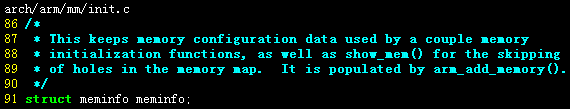 arch/arm/mm/init.c
86 /*
87  * This keeps memory configuration data used by a couple memory
88  * initialization functions, as well as show_mem() for the skipping
89  * of holes in the memory map.  It is populated by arm_add_memory().
90  */
91 struct meminfo meminfo;